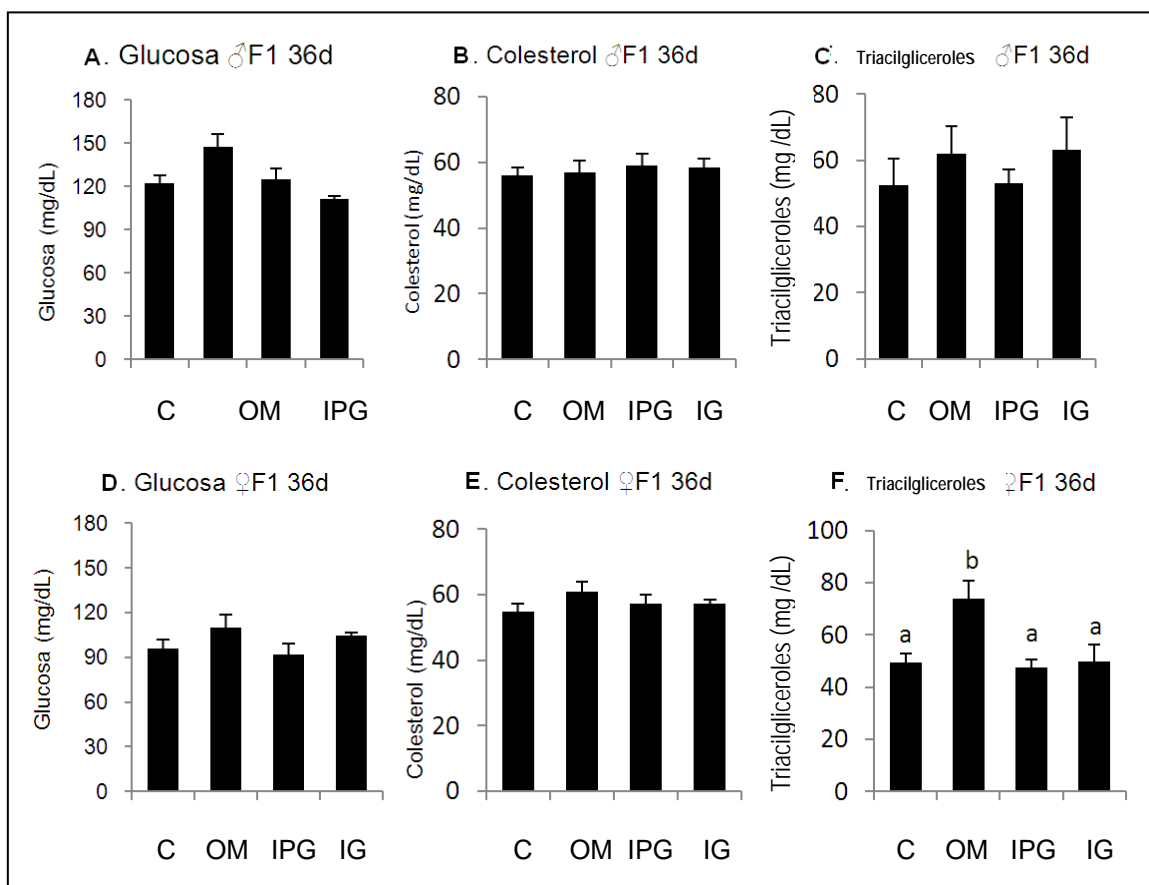 A. Glucosa ♂F1 36d
Glucosa (mg/dL)
180
150
120
90
60
30
0
C OM IPG
B. Colesterol ♂F1 36d
Colesterol (mg/dL)
80
60
40
20
0
C OM IPG IG
C. Triacilgliceroles ♂F1 36d
Triacilgliceroles (mg /dL)
80
60
40
20
0
C OM IPG IG
D. Glucosa ♀F1 36d
Glucosa (mg/dL)
180
150
120
90
60
30
0
C OM IPG IG
E. Colesterol ♀F1 36d
Colesterol (mg/dL)
80
60
40
20
0
C OM IPG IG
F. Triacilgliceroles ♀F1 36d
Triacilgliceroles (mg /dL)
100
80
60
40
20
0
a b a a
C OM IPG IG